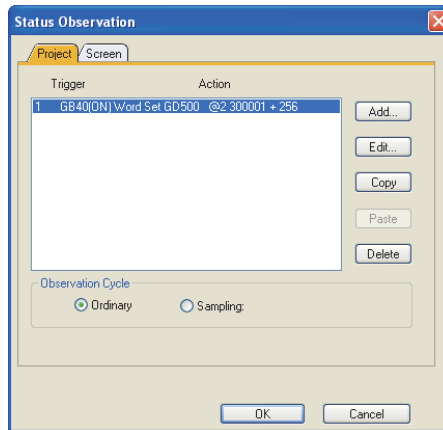 Status Observation
Project Screen
Trigger Action
1 GB40(ON) Word Set GD500 @2 300001 + 256
Add...
Edit...
Copy
Paste
Delete
Observation Cycle
Ordinary Sampling:
OK Cancel